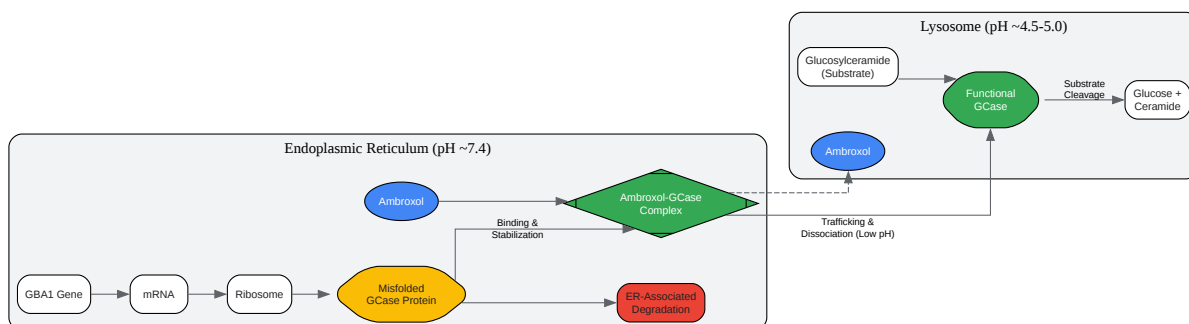 Lysosome (pH ~4.5-5.0)
Glucosylceramide
(Substrate)
Functional
GCase
Substrate
Cleavage
Glucose +
Ceramide
Ambroxol
Endoplasmic Reticulum (pH ~7.4)
Ambroxol
Ambroxol-GCase
Complex
Binding &
Stabilization
Trafficking &
Dissociation (Low pH)
GBA1 Gene
mRNA
Ribosome
Misfolded
GCase Protein
ER-Associated
Degradation